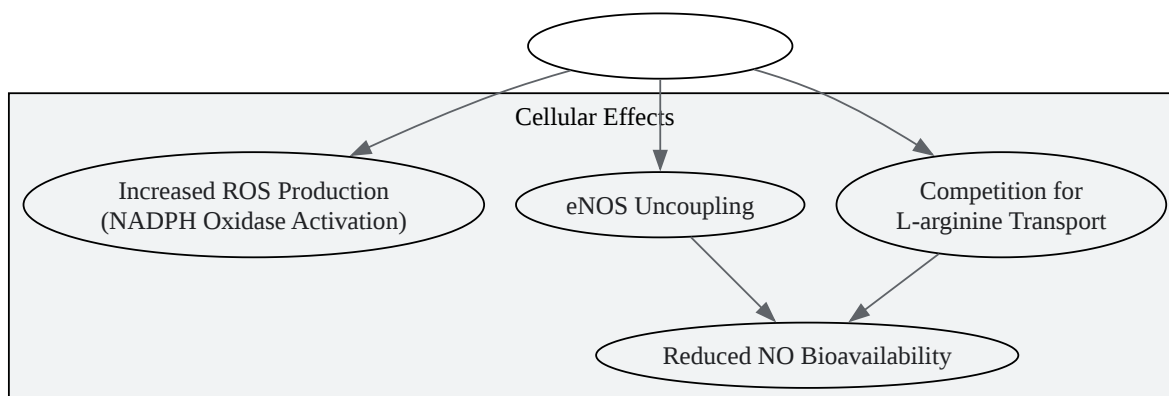 Cellular Effects
Increased ROS Production
(NADPH Oxidase Activation)
eNOS Uncoupling
Competition for
L-arginine Transport
Reduced NO Bioavailability